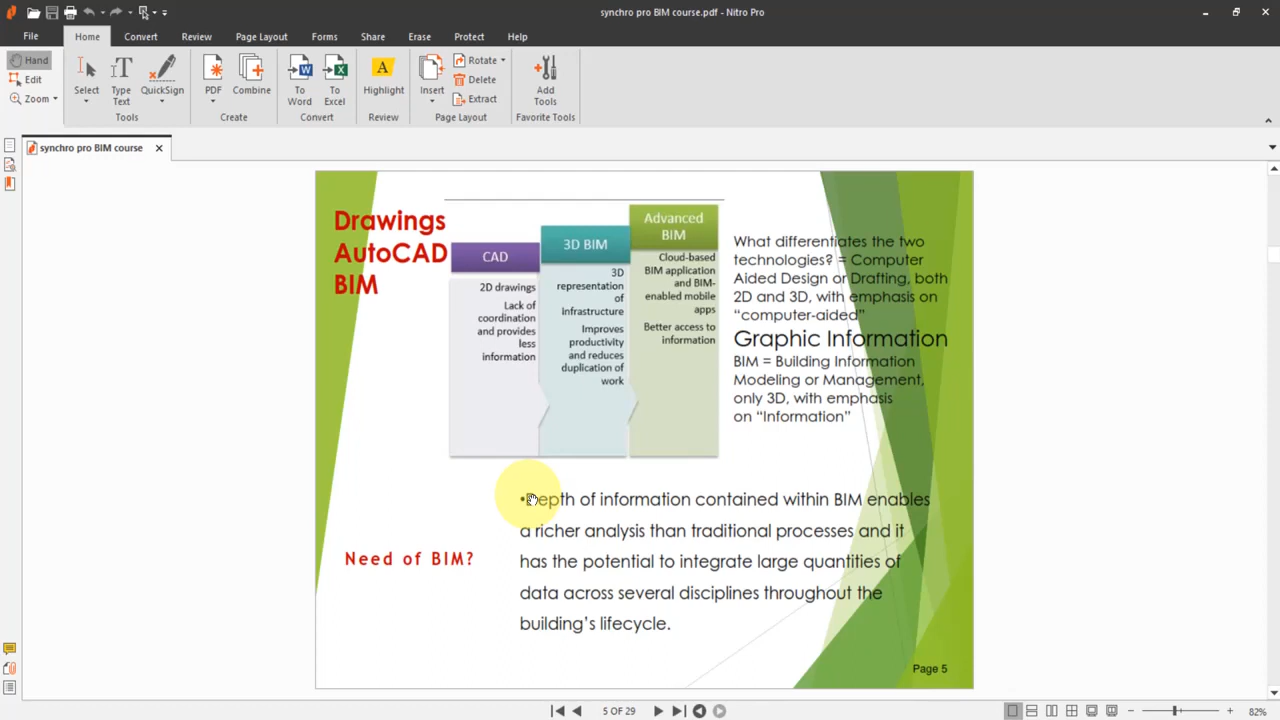 synchro pro BIM course.pdf - Nitro Pro
File Home Convert Review Page Layout Forms Share Erase Protect Help
Hand
Edit
Zoom
Select
Type Text
QuickSign
Tools
PDF
Combine
Create
To Word
To Excel
Convert
Highlight
Review
Insert
Rotate
Delete
Extract
Page Layout
Add Tools
Favorite Tools
synchro pro BIM course
Drawings
AutoCAD
BIM
CAD
2D drawings
Lack of
coordination
and provides
less
information
3D BIM
3D
representation
of
Infrastructure
Improves
productivity
and reduces
duplication of
work
Advanced
BIM
Cloud-based
BIM application
and BIM-
enabled mobile
apps
Better access to
information
What differentiates the two
technologies? = Computer
Aided Design or Drafting, both
2D and 3D, with emphasis on
“computer-aided”
Graphic Information
BIM = Building Information
Modeling or Management,
only 3D, with emphasis
on “Information”
Need of BIM?
•Depth of information contained within BIM enables
a richer analysis than traditional processes and it
has the potential to integrate large quantities of
data across several disciplines throughout the
building’s lifecycle.
Page 5
5 OF 29
82%